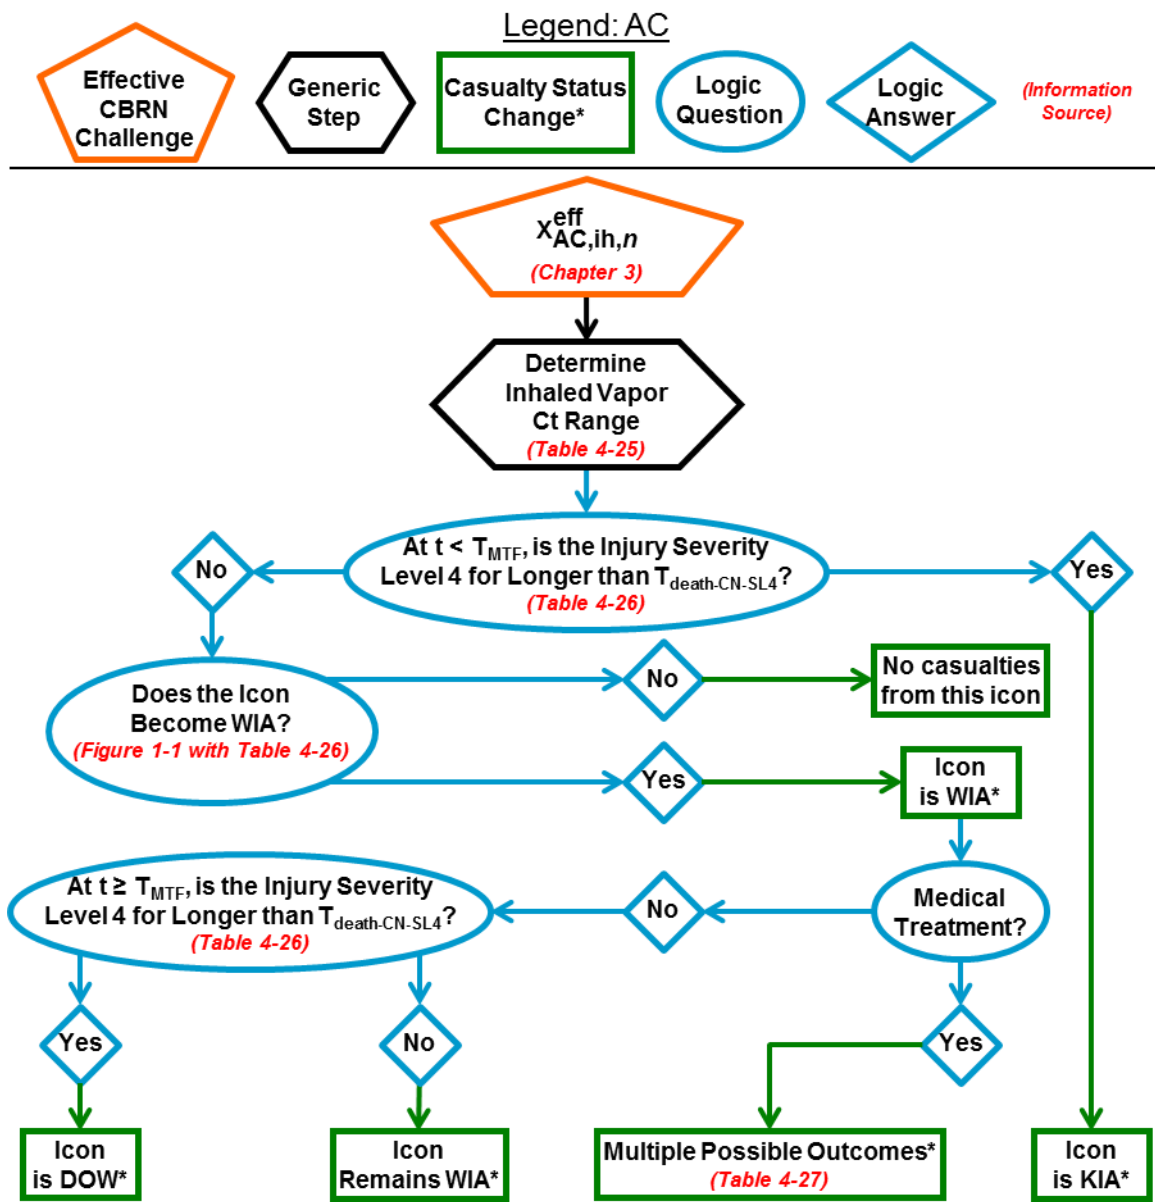 Legend: AC
Effective
CBRN
Challenge
Generic
Step
Casualty Status
Change*
Logic
Question
Logic
Answer
(Information
Source)
X eff AC,ih,n
(Chapter 3)
Determine
Inhaled Vapor
Ct Range
(Table 4-25)
At t < TMTF, is the Injury Severity
Level 4 for Longer than Tdeath-CN-SL4?
(Table 4-26)
No
Yes
Does the Icon
Become WIA?
(Figure 1-1 with Table 4-26)
No
No casualties
from this icon
Yes
Icon
is WIA*
At t ≥ TMTF, is the Injury Severity
Level 4 for Longer than Tdeath-CN-SL4?
(Table 4-26)
No
Medical
Treatment?
Yes
No
Yes
Icon
is DOW*
Icon
Remains WIA*
Multiple Possible Outcomes*
(Table 4-27)
Icon
is KIA*